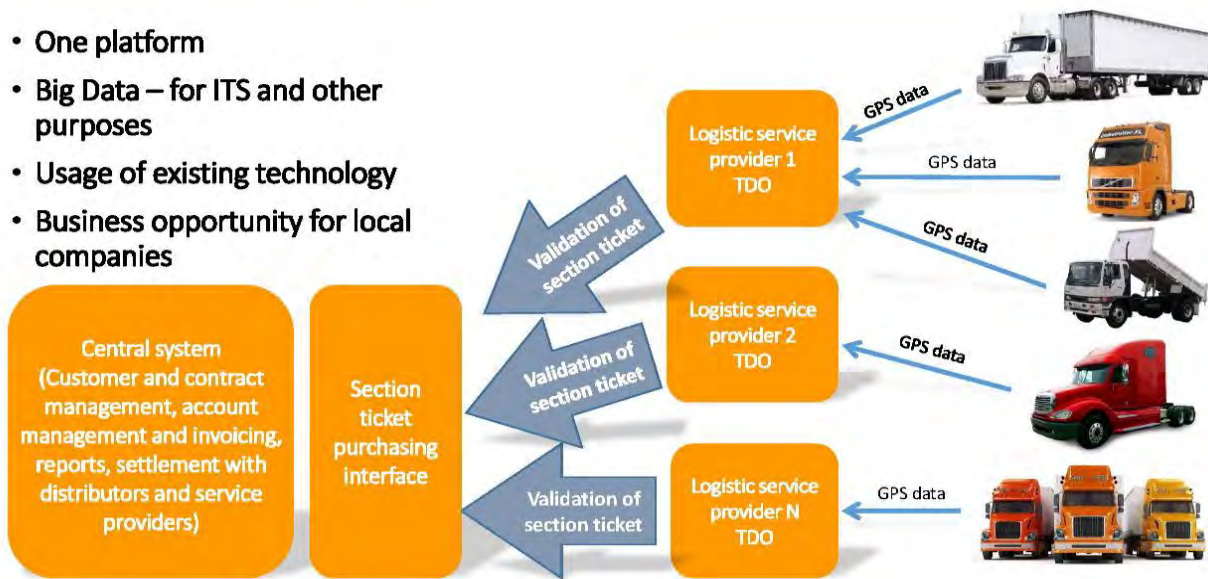 • One platform
• Big Data – for ITS and other
purposes
• Usage of existing technology
• Business opportunity for local
companies
Central system
(Customer and contract
management, account
management and invoicing,
reports, settlement with
distributors and service
providers)
Section
ticket
purchasing
interface
Validation of
section ticket
Validation of
section ticket
Validation of
section ticket
Logistic service
provider 1
TDO
Logistic service
provider 2
TDO
Logistic service
provider N
TDO
GPS data
GPS data
GPS data
GPS data
GPS data